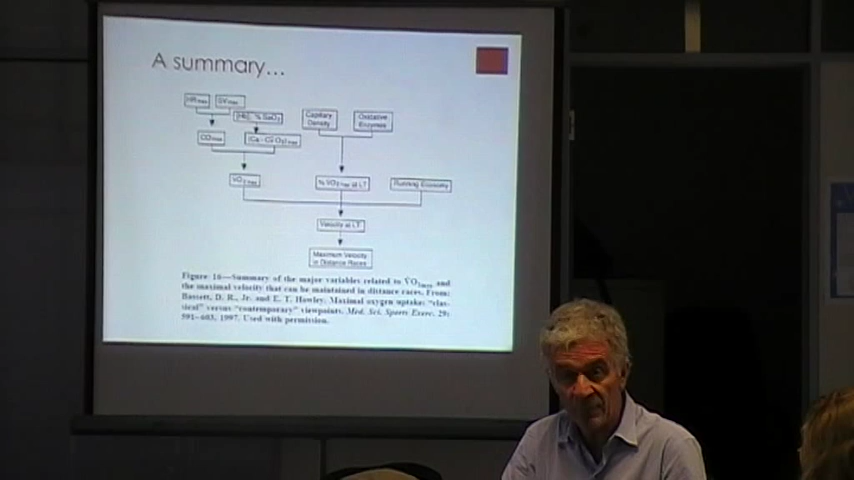 A summary...
HRmax SVmax
[Hb], % SaO2
Capillary Density
Oxidative Enzymes
COmax
(Ca - Cv O2)max
VO2max
% VO2max at LT
Running Economy
Velocity at LT
Maximum Velocity
in Distance Races
Figure 16—Summary of the major variables related to V̇O2max and
the maximal velocity that can be maintained in distance races. From:
Bassett, D. R., Jr. and E. T. Howley. Maximal oxygen uptake: “clas-
sical” versus “contemporary” viewpoints. Med. Sci. Sports Exerc. 29:
591–603, 1997. Used with permission.